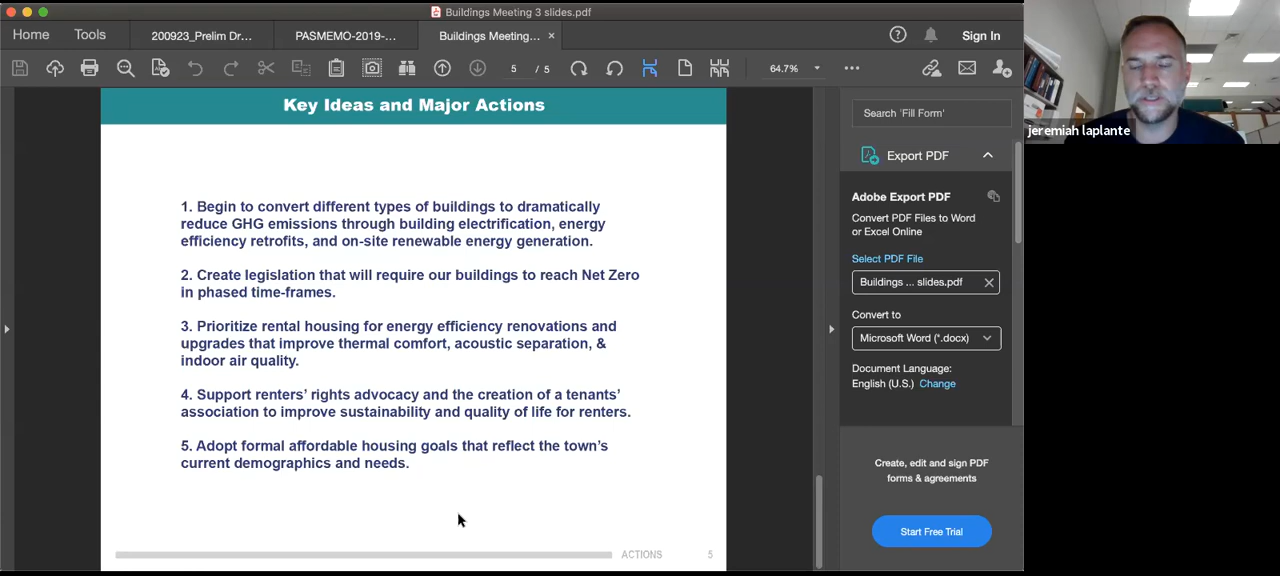 Buildings Meeting 3 slides.pdf
Home
Tools
200923_Prelim Dr...
PASMEMO-2019-...
Buildings Meeting...
×
Sign In
5 / 5
64.7%
Key Ideas and Major Actions
1. Begin to convert different types of buildings to dramatically
reduce GHG emissions through building electrification, energy
efficiency retrofits, and on-site renewable energy generation.
2. Create legislation that will require our buildings to reach Net Zero
in phased time-frames.
3. Prioritize rental housing for energy efficiency renovations and
upgrades that improve thermal comfort, acoustic separation, &
indoor air quality.
4. Support renters’ rights advocacy and the creation of a tenants’
association to improve sustainability and quality of life for renters.
5. Adopt formal affordable housing goals that reflect the town’s
current demographics and needs.
ACTIONS 5
Search 'Fill Form'
Export PDF
Adobe Export PDF
Convert PDF Files to Word
or Excel Online
Select PDF File
Buildings ... slides.pdf
Convert to
Microsoft Word (*.docx)
Document Language:
English (U.S.) Change
Create, edit and sign PDF
forms & agreements
Start Free Trial
jeremiah laplante